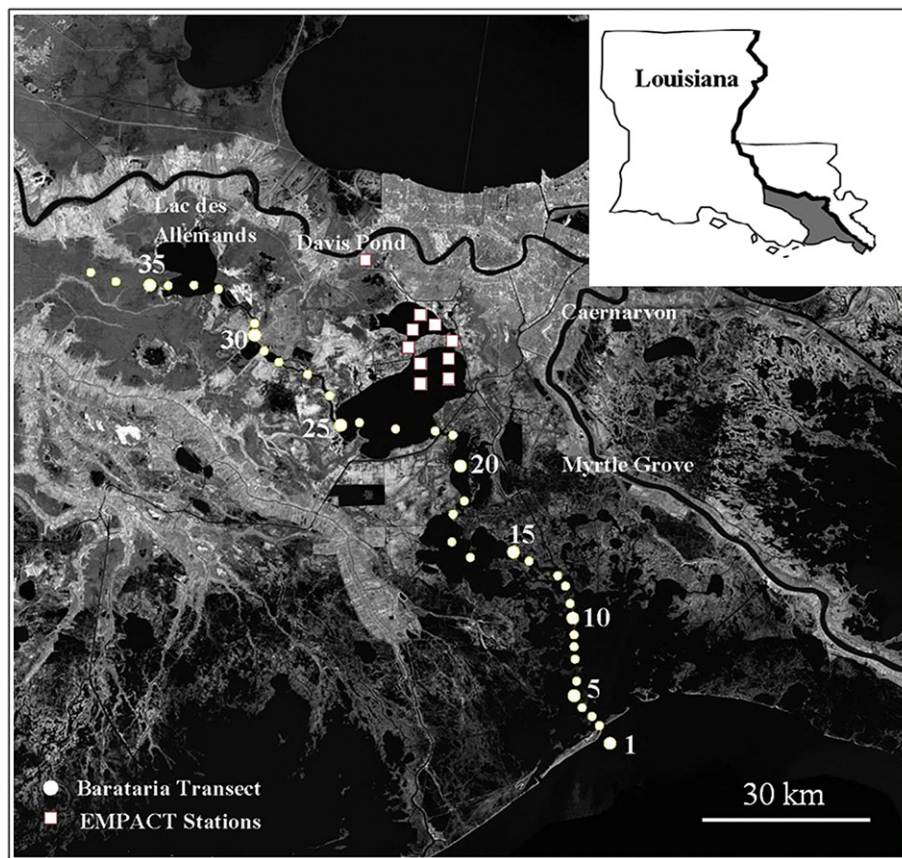 Louisiana
Lac des
Allemands
Davis Pond
35
Caernarvon
30
25
20
Myrtle Grove
15
10
5
1
Barataria Transect
EMPACT Stations
30 km